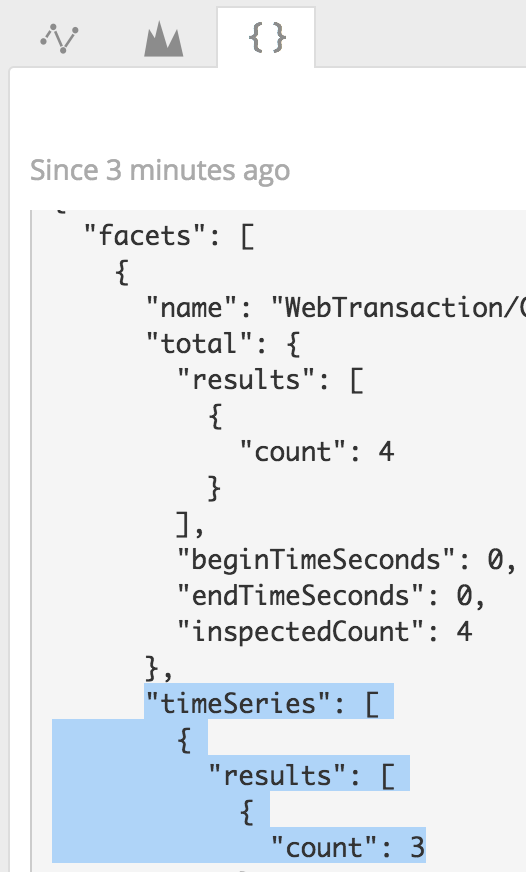 { }
Since 3 minutes ago
{
"facets": [
{
"name": "WebTransaction/
"total": {
"results": [
{
"count": 4
}
],
"beginTimeSeconds": 0,
"endTimeSeconds": 0,
"inspectedCount": 4
},
"timeSeries": [
{
"results": [
{
"count": 3